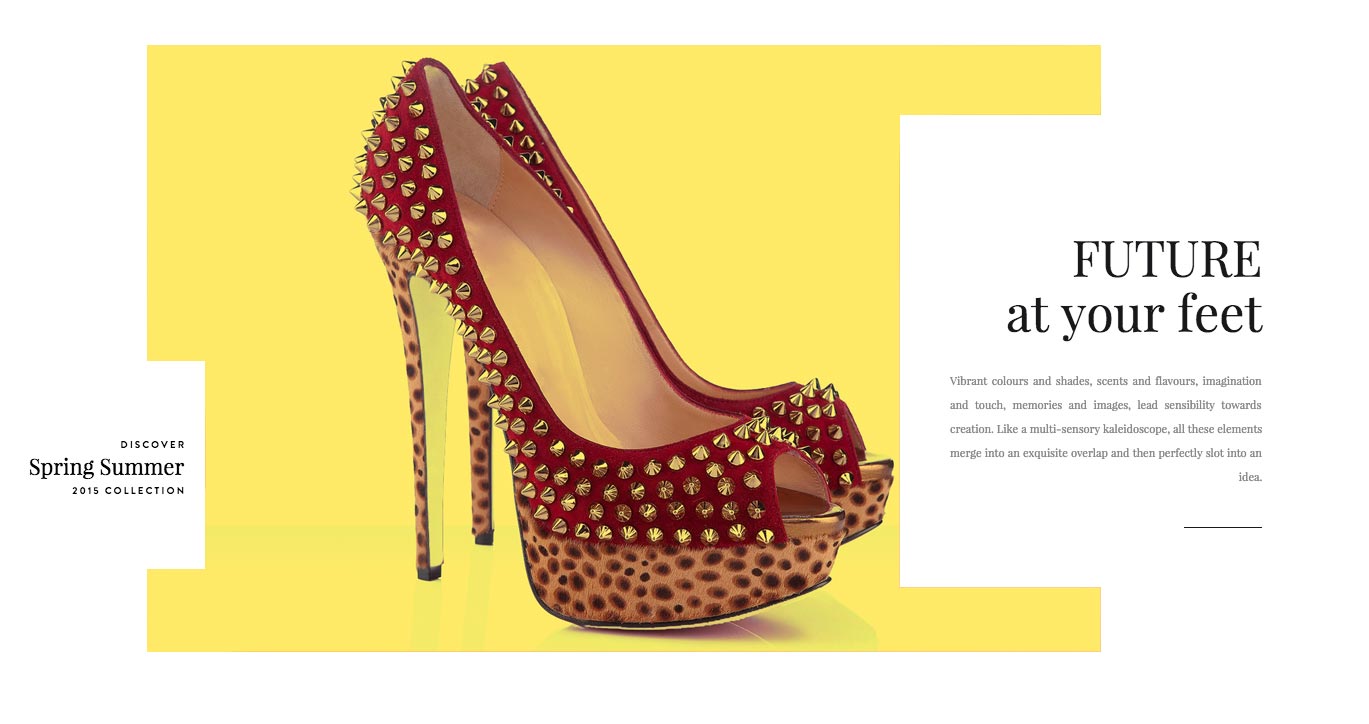 DISCOVER
Spring Summer
2015 COLLECTION
FUTURE
at your feet
Vibrant colours and shades, scents and flavours, imagination
and touch, memories and images, lead sensibility towards
creation. Like a multi-sensory kaleidoscope, all these elements
merge into an exquisite overlap and then perfectly slot into an
idea.